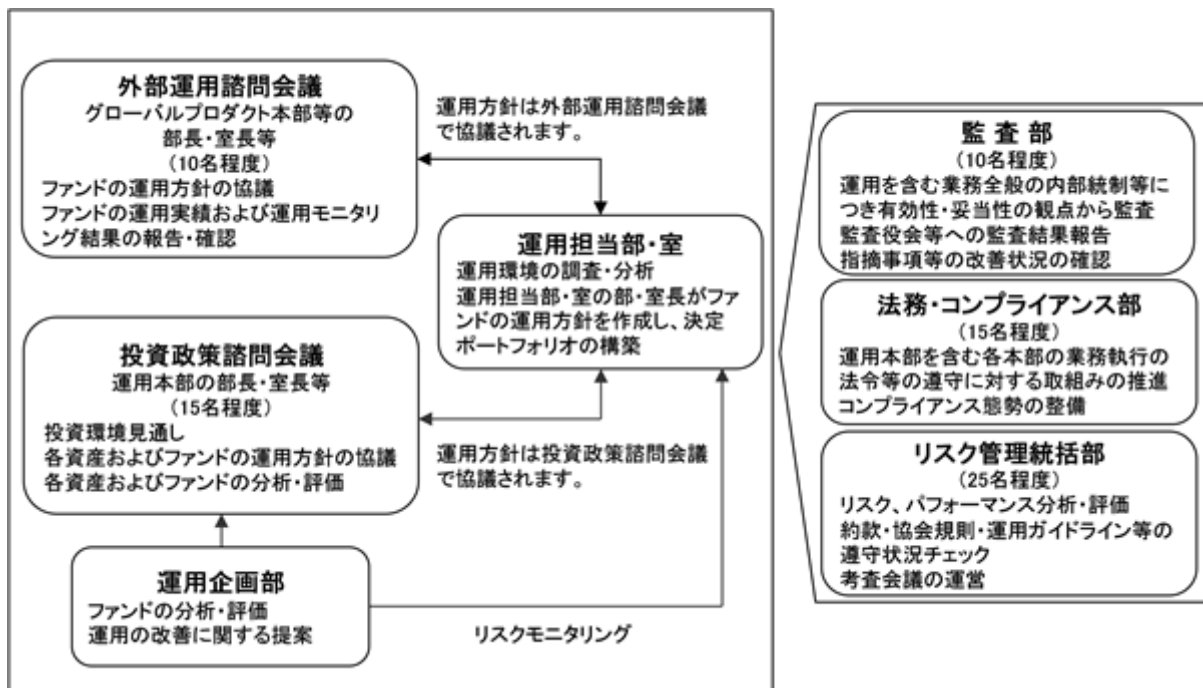 外部運用諮問会議
グローバルプロダクト本部等の
部長・室長等
(10名程度)
ファンドの運用方針の協議
ファンドの運用実績および運用モニタリ
ング結果の報告・確認
運用方針は外部運用諮問会議
で協議されます。
運用担当部・室
運用環境の調査・分析
運用担当部・室の部・室長がファ
ンドの運用方針を作成し、決定
ポートフォリオの構築
投資政策諮問会議
運用本部の部長・室長等
(15名程度)
投資環境見通し
各資産およびファンドの運用方針の協議
各資産およびファンドの分析・評価
運用方針は投資政策諮問会議
で協議されます。
運用企画部
ファンドの分析・評価
運用の改善に関する提案
リスクモニタリング
監 査 部
(10名程度)
運用を含む業務全般の内部統制等に
つき有効性・妥当性の観点から監査
監査役会等への監査結果報告
指摘事項等の改善状況の確認
法務・コンプライアンス部
(15名程度)
運用本部を含む各本部の業務執行の
法令等の遵守に対する取組みの推進
コンプライアンス態勢の整備
リスク管理統括部
(25名程度)
リスク、パフォーマンス分析・評価
約款・協会規則・運用ガイドライン等の
遵守状況チェック
考査会議の運営